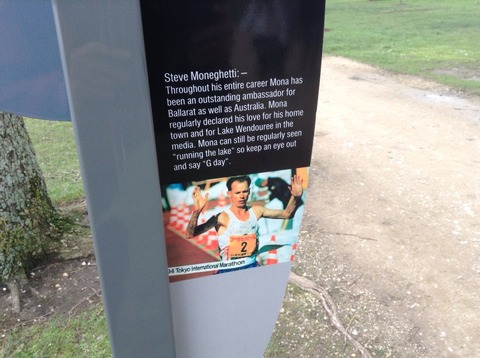 Steve Moneghetti: –
Throughout his entire career Mona has
been an outstanding ambassador for
Ballarat as well as Australia. Mona
regularly declared his love for his home
town and for Lake Wendouree in the
media. Mona can still be regularly seen
"running the lake" so keep an eye out
and say "G day".
2
94 Tokyo International Marathon